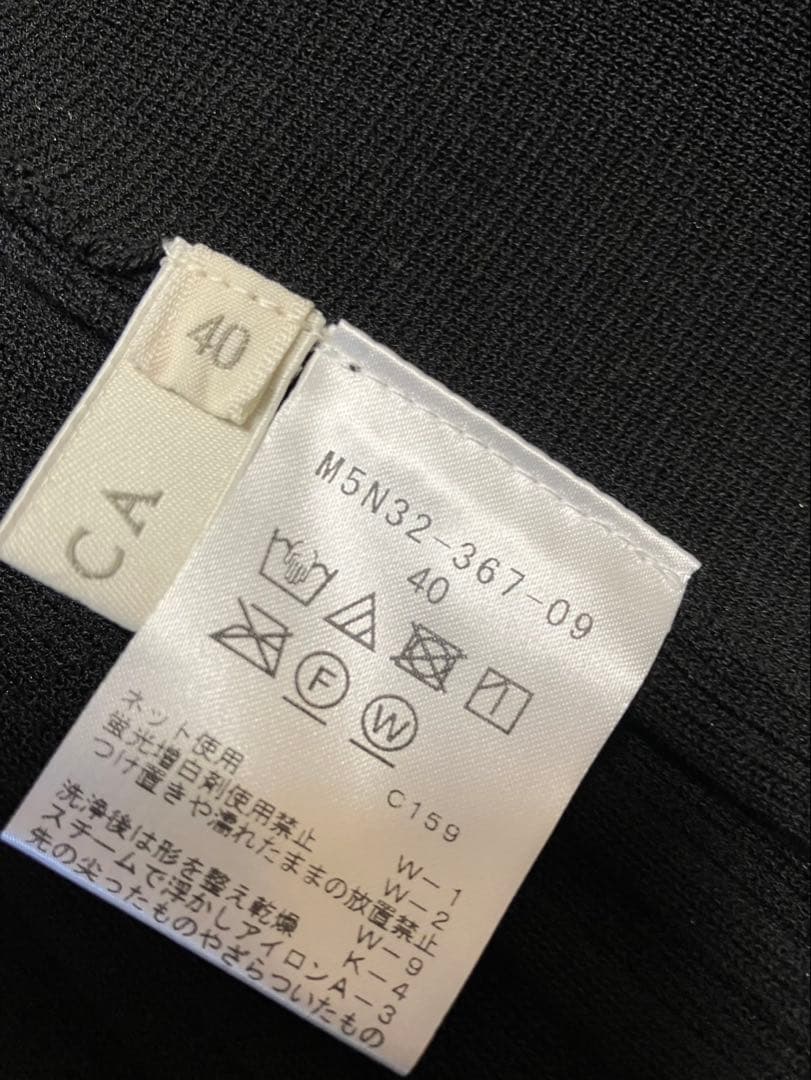 40
CA
M5N32-367-09
40
F
W
C159
ネット使用 W-1
蛍光増白剤使用禁止 W-2
つけ置きや濡れたままの放置禁止
W-9
洗浄後は形を整え乾燥 K-4
スチームで浮かしアイロン A-3
先の尖ったものやざらついたもの